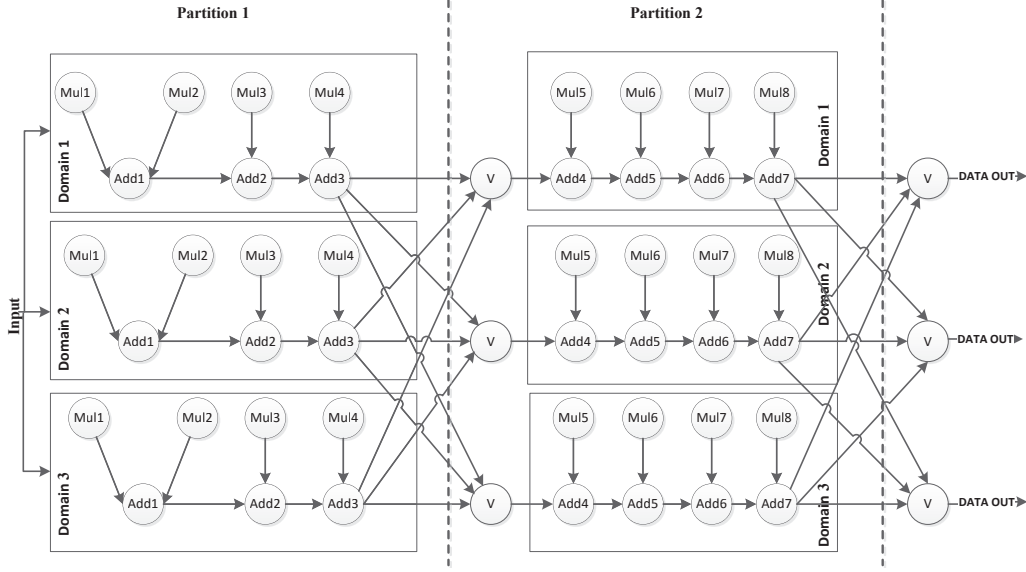 Partition 1
Partition 2
Input
Domain 1
Mul1 Mul2 Mul3 Mul4
Add1 Add2 Add3
V
Mul5 Mul6 Mul7 Mul8
Add4 Add5 Add6 Add7
Domain 1
V
DATA OUT
Domain 2
Mul1 Mul2 Mul3 Mul4
Add1 Add2 Add3
V
Mul5 Mul6 Mul7 Mul8
Add4 Add5 Add6 Add7
Domain 2
V
DATA OUT
Domain 3
Mul1 Mul2 Mul3 Mul4
Add1 Add2 Add3
V
Mul5 Mul6 Mul7 Mul8
Add4 Add5 Add6 Add7
Domain 3
V
DATA OUT